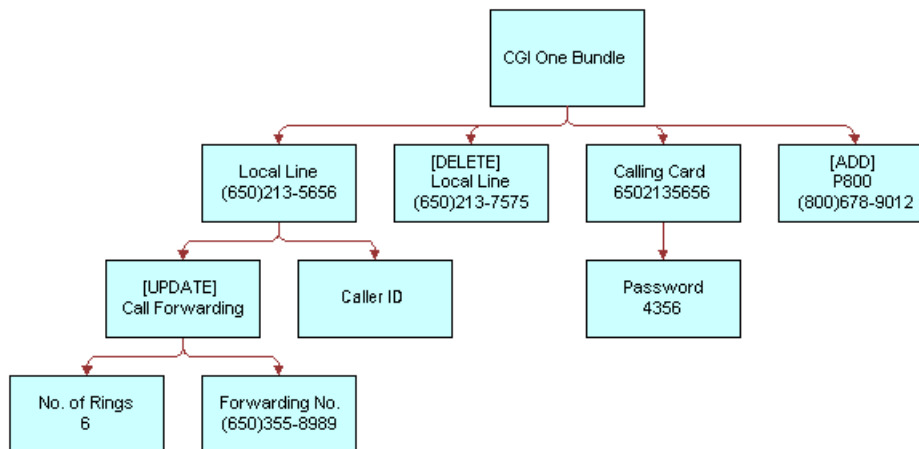 CGI One Bundle
Local Line
(650)213-5656
[DELETE]
Local Line
(650)213-7575
Calling Card
6502135656
[ADD]
P800
(800)678-9012
[UPDATE]
Call Forwarding
Caller ID
Password
4356
No. of Rings
6
Forwarding No.
(650)355-8989